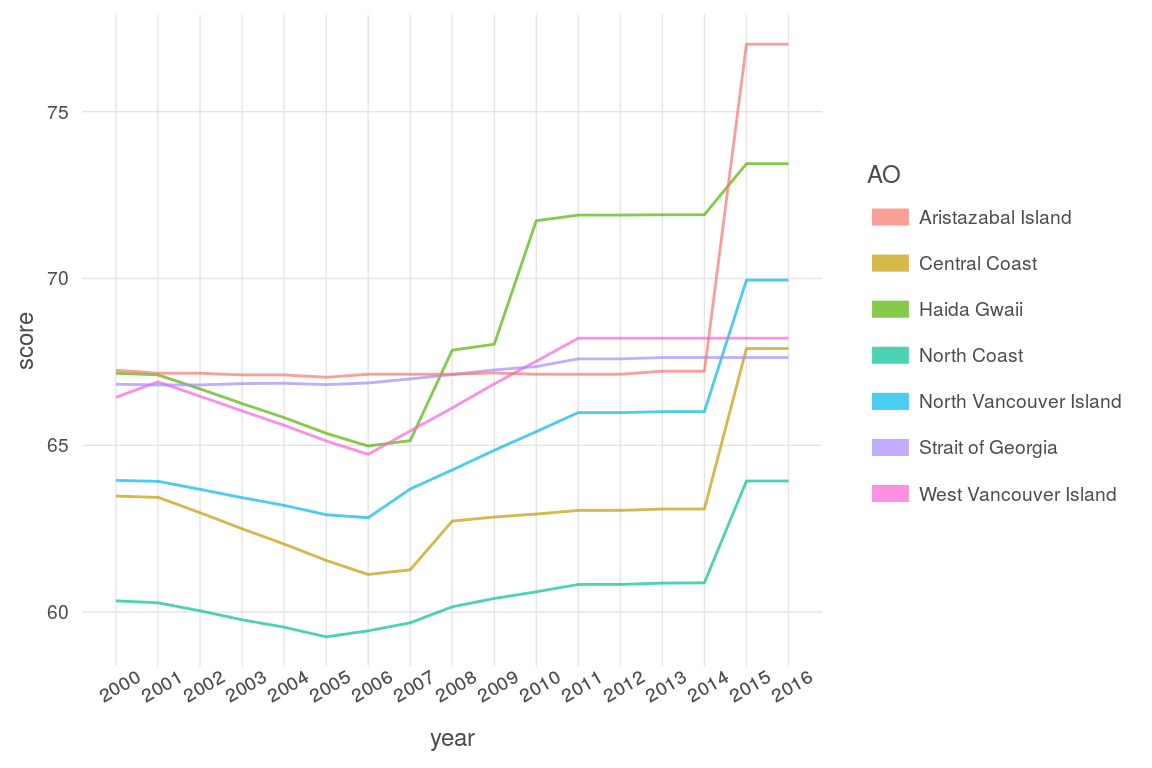 75
70
65
60
score
2000 2001 2002 2003 2004 2005 2006 2007 2008 2009 2010 2011 2012 2013 2014 2015 2016
year
AO
Aristazabal Island
Central Coast
Haida Gwaii
North Coast
North Vancouver Island
Strait of Georgia
West Vancouver Island